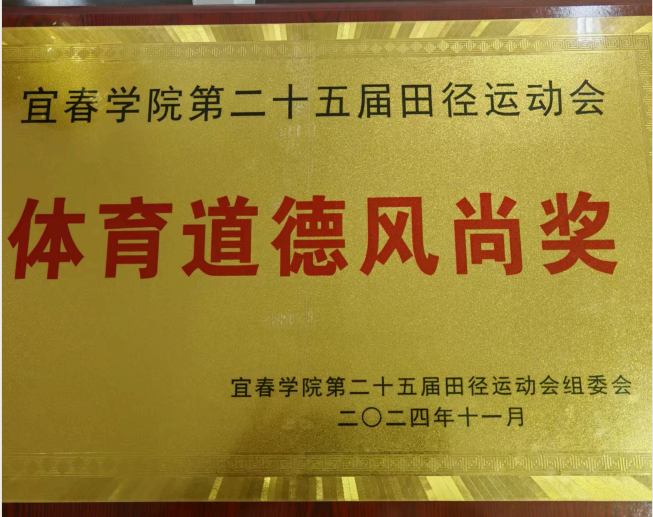 宜春学院第二十五届田径运动会
体育道德风尚奖
宜春学院第二十五届田径运动会组委会
二〇二四年十一月